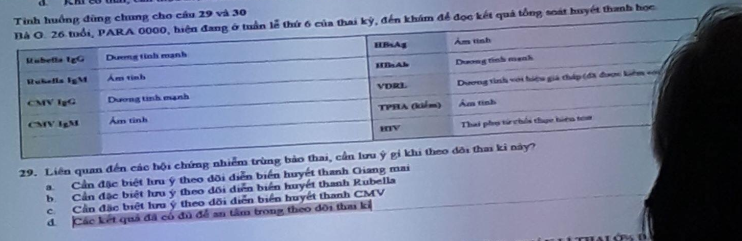 Tình huống dùng chung cho câu 29 và 30
Bà O. 26 tuổi, PARA 0000, hiện đang ở tuần lễ thứ 6 của thai kỳ, đến khám để đọc kết quả tổng soát huyết thanh học
Rubella IgG Dương tính mạnh HBsAg Âm tính
Rubella IgM Âm tính HBsAb Dương tính mạnh
CMV IgG Dương tính mạnh VDRL Dương tính với hiệu giá thấp (đã được kiểm
CMV IgM Âm tính TPHA (kiểm) Âm tính
HIV Thai phụ từ chối thực hiện test
29. Liên quan đến các hội chứng nhiễm trùng bào thai, cần lưu ý gì khi theo dõi thai kì này?
a. Cần đặc biệt lưu ý theo dõi diễn biến huyết thanh Giang mai
b. Cần đặc biệt lưu ý theo dõi diễn biến huyết thanh Rubella
c. Cần đặc biệt lưu ý theo dõi diễn biến huyết thanh CMV
d. Các kết quả đã có đủ để an tâm trong theo dõi thai kì